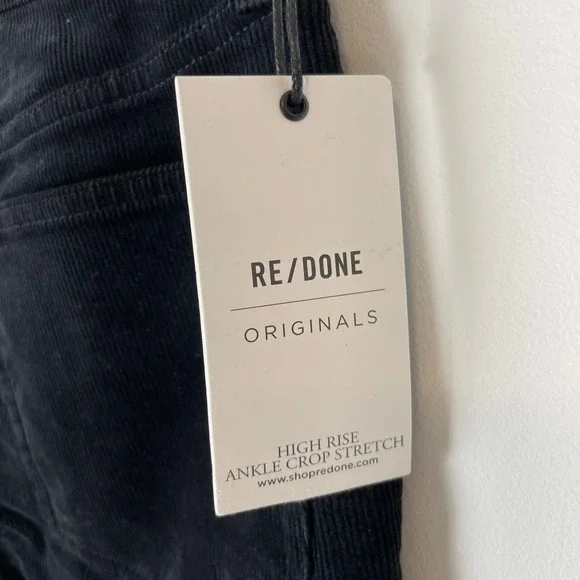 RE/DONE
ORIGINALS
HIGH RISE
ANKLE CROP STRETCH
www.shopredone.com